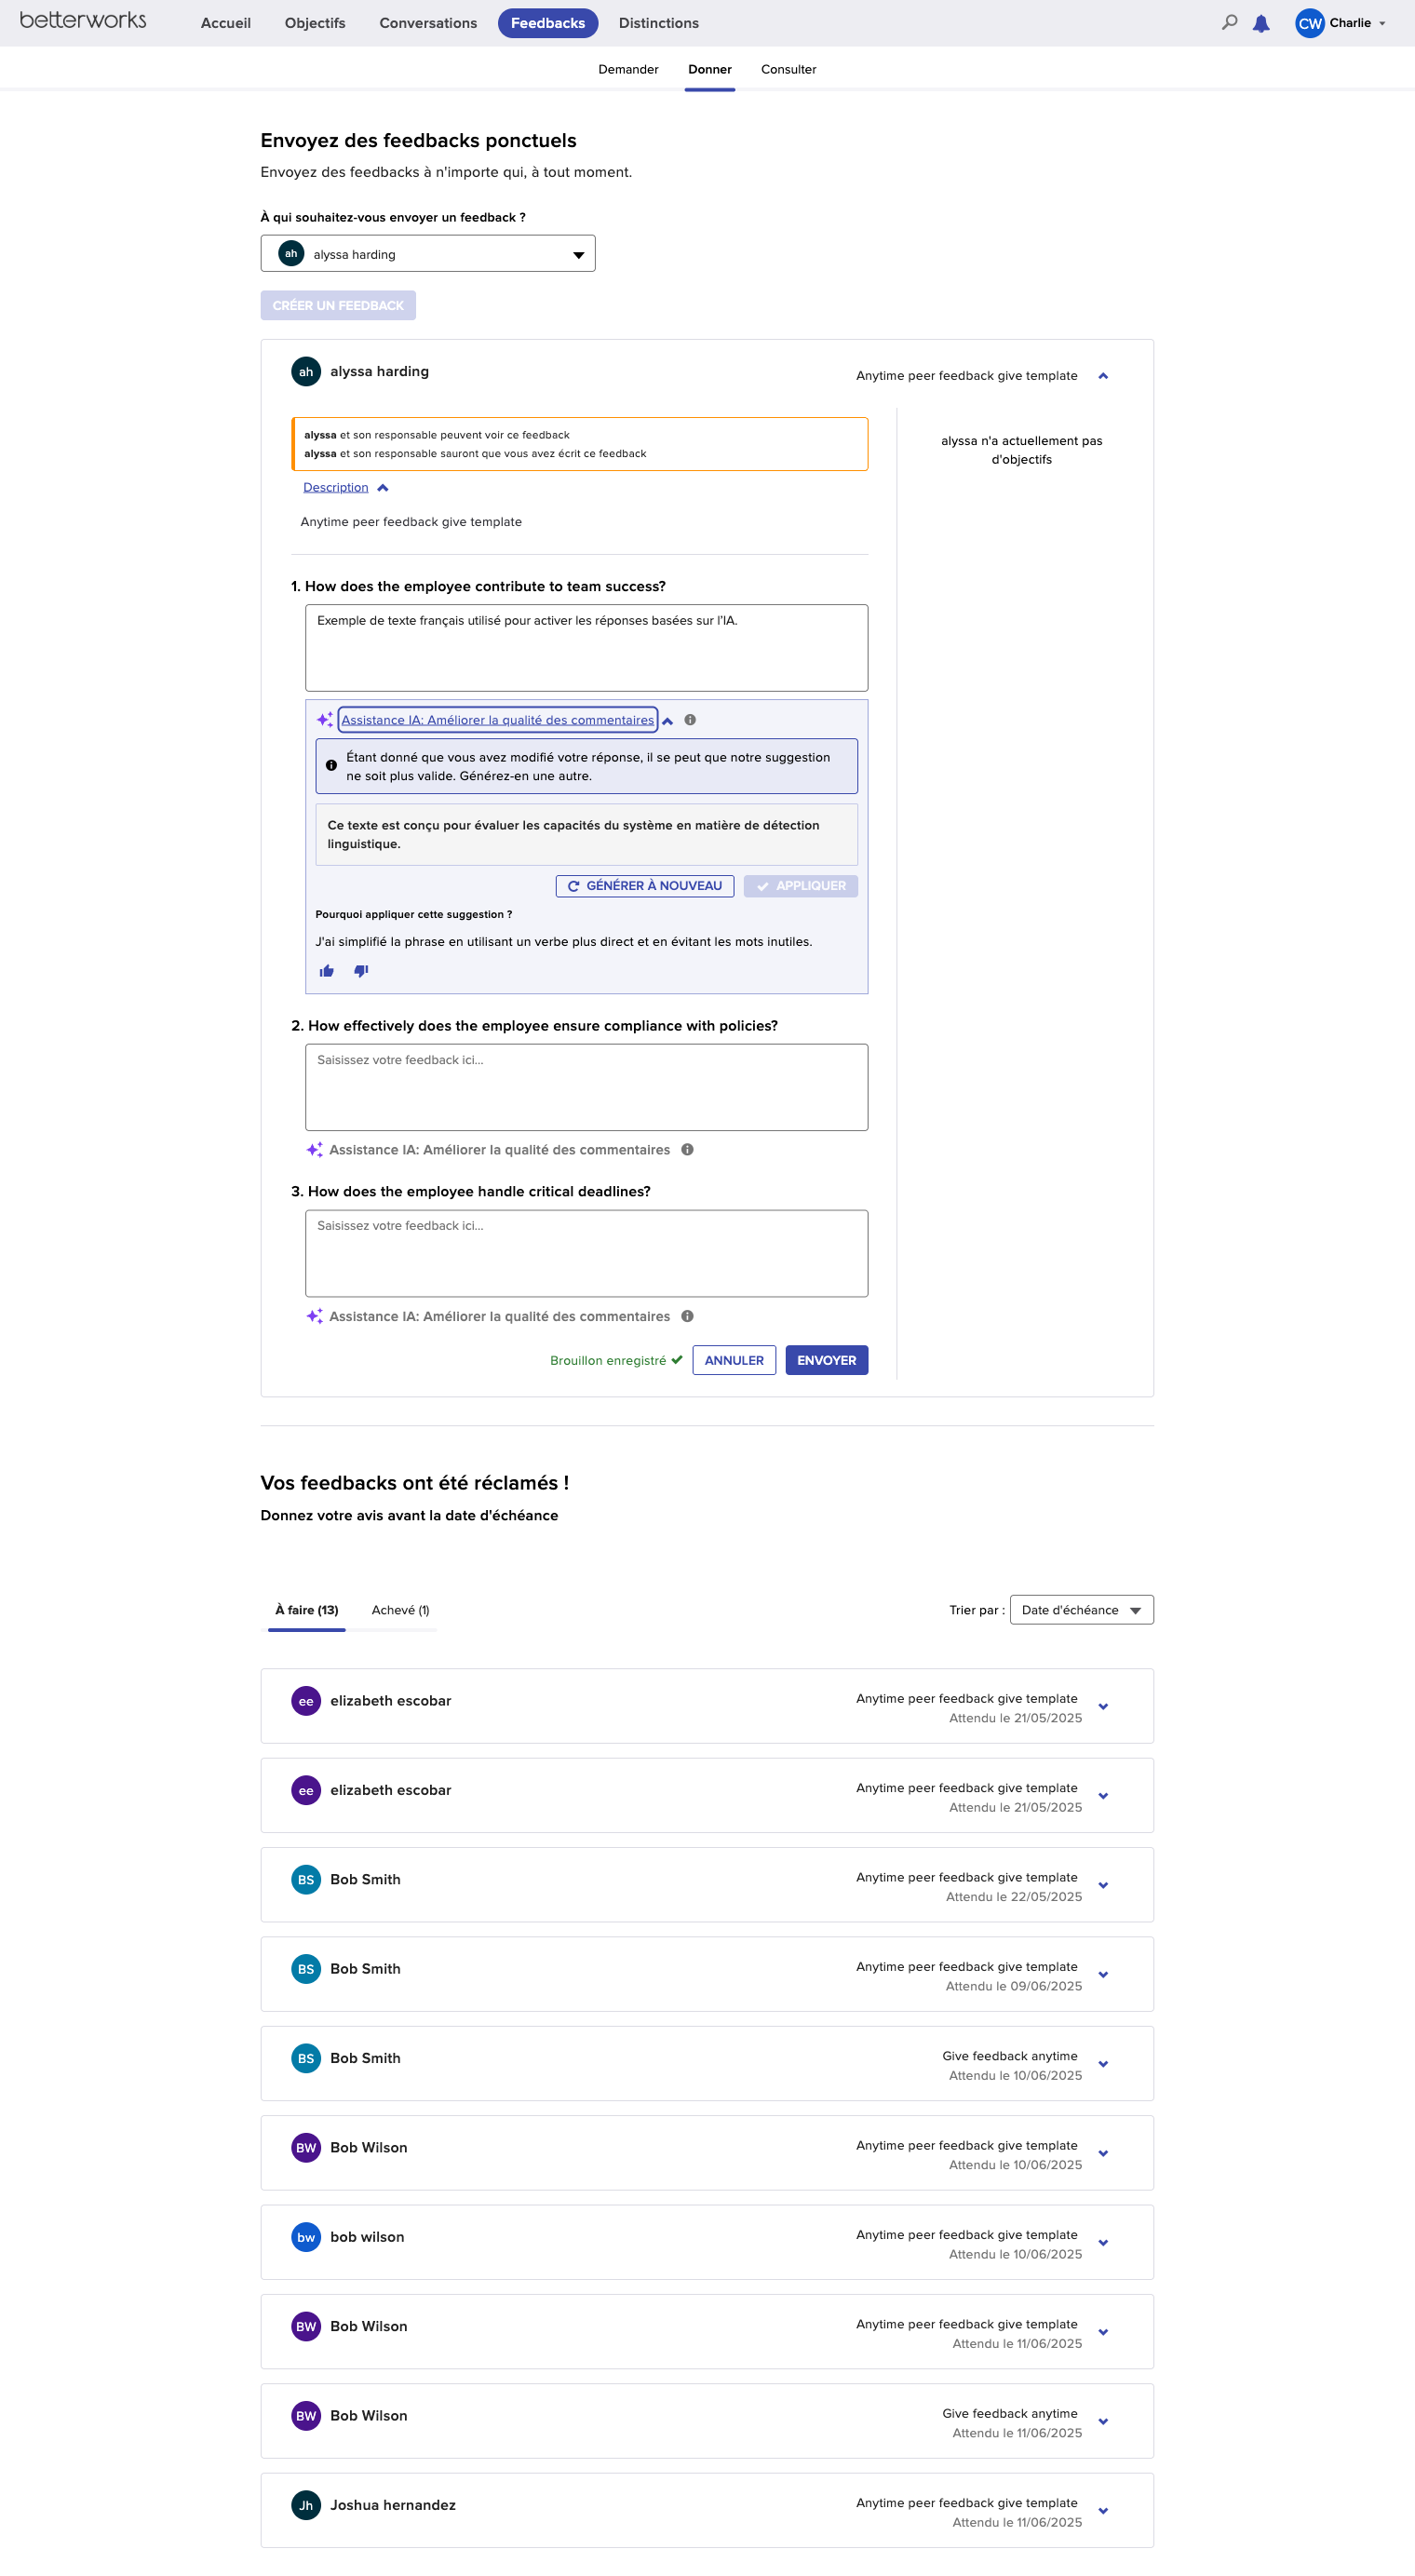 betterworks
Accueil
Objectifs
Conversations
Feedbacks
Distinctions
CW
Charlie
Demander
Donner
Consulter
Envoyez des feedbacks ponctuels
Envoyez des feedbacks à n'importe qui, à tout moment.
À qui souhaitez-vous envoyer un feedback ?
ah alyssa harding
CRÉER UN FEEDBACK
ah alyssa harding
Anytime peer feedback give template
alyssa et son responsable peuvent voir ce feedback
alyssa et son responsable sauront que vous avez écrit ce feedback
alyssa n'a actuellement pas
d'objectifs
Description
Anytime peer feedback give template
1. How does the employee contribute to team success?
Exemple de texte français utilisé pour activer les réponses basées sur l'IA.
Assistance IA: Améliorer la qualité des commentaires
Étant donné que vous avez modifié votre réponse, il se peut que notre suggestion
ne soit plus valide. Générez-en une autre.
Ce texte est conçu pour évaluer les capacités du système en matière de détection
linguistique.
GÉNÉRER À NOUVEAU
APPLIQUER
Pourquoi appliquer cette suggestion ?
J'ai simplifié la phrase en utilisant un verbe plus direct et en évitant les mots inutiles.
2. How effectively does the employee ensure compliance with policies?
Saisissez votre feedback ici...
Assistance IA: Améliorer la qualité des commentaires
3. How does the employee handle critical deadlines?
Saisissez votre feedback ici...
Assistance IA: Améliorer la qualité des commentaires
Brouillon enregistré
ANNULER
ENVOYER
Vos feedbacks ont été réclamés !
Donnez votre avis avant la date d'échéance
À faire (13)
Achevé (1)
Trier par :
Date d'échéance
ee elizabeth escobar
Anytime peer feedback give template
Attendu le 21/05/2025
ee elizabeth escobar
Anytime peer feedback give template
Attendu le 21/05/2025
BS Bob Smith
Anytime peer feedback give template
Attendu le 22/05/2025
BS Bob Smith
Anytime peer feedback give template
Attendu le 09/06/2025
BS Bob Smith
Give feedback anytime
Attendu le 10/06/2025
BW Bob Wilson
Anytime peer feedback give template
Attendu le 10/06/2025
bw bob wilson
Anytime peer feedback give template
Attendu le 10/06/2025
BW Bob Wilson
Anytime peer feedback give template
Attendu le 11/06/2025
BW Bob Wilson
Give feedback anytime
Attendu le 11/06/2025
Jh Joshua hernandez
Anytime peer feedback give template
Attendu le 11/06/2025